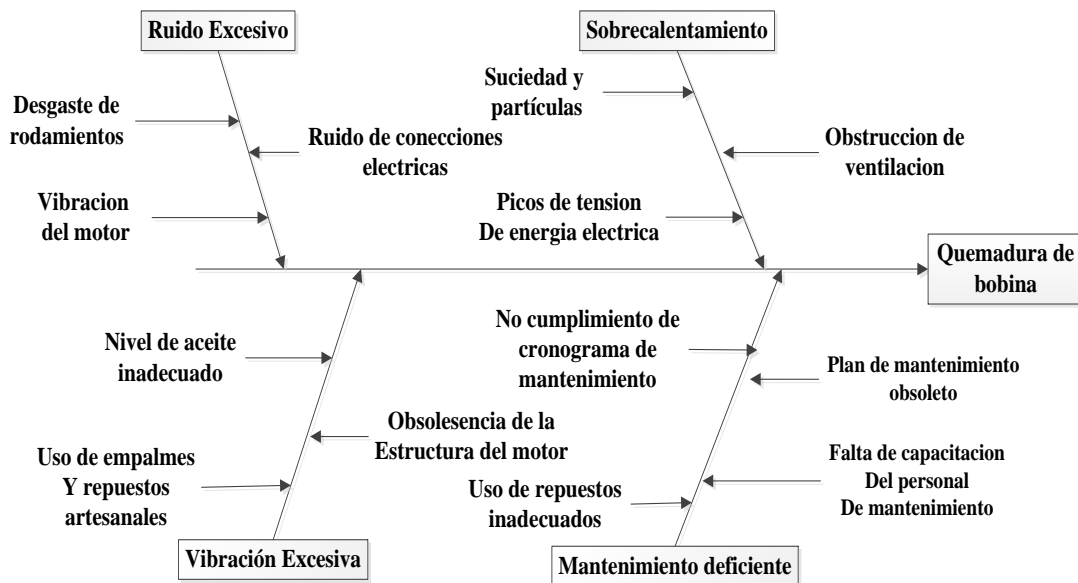 Ruido Excesivo
Sobrecalentamiento
Suciedad y
partículas
Desgaste de
rodamientos
Ruido de conecciones
electricas
Obstruccion de
ventilacion
Vibracion
del motor
Picos de tension
De energia electrica
Quemadura de
bobina
Nivel de aceite
inadecuado
No cumplimiento de
cronograma de
mantenimiento
Plan de mantenimiento
obsoleto
Obsolesencia de la
Estructura del motor
Uso de empalmes
Y repuestos
artesanales
Uso de repuestos
inadecuados
Falta de capacitacion
Del personal
De mantenimiento
Vibración Excesiva
Mantenimiento deficiente